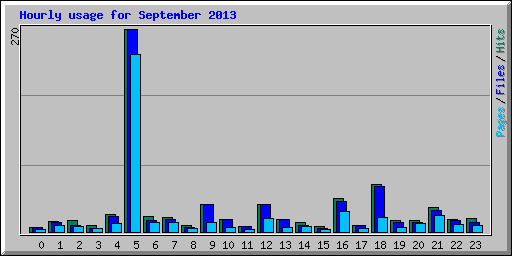 Hourly usage for September 2013
270
Pages/Files/Hits
0 1 2 3 4 5 6 7 8 9 10 11 12 13 14 15 16 17 18 19 20 21 22 23